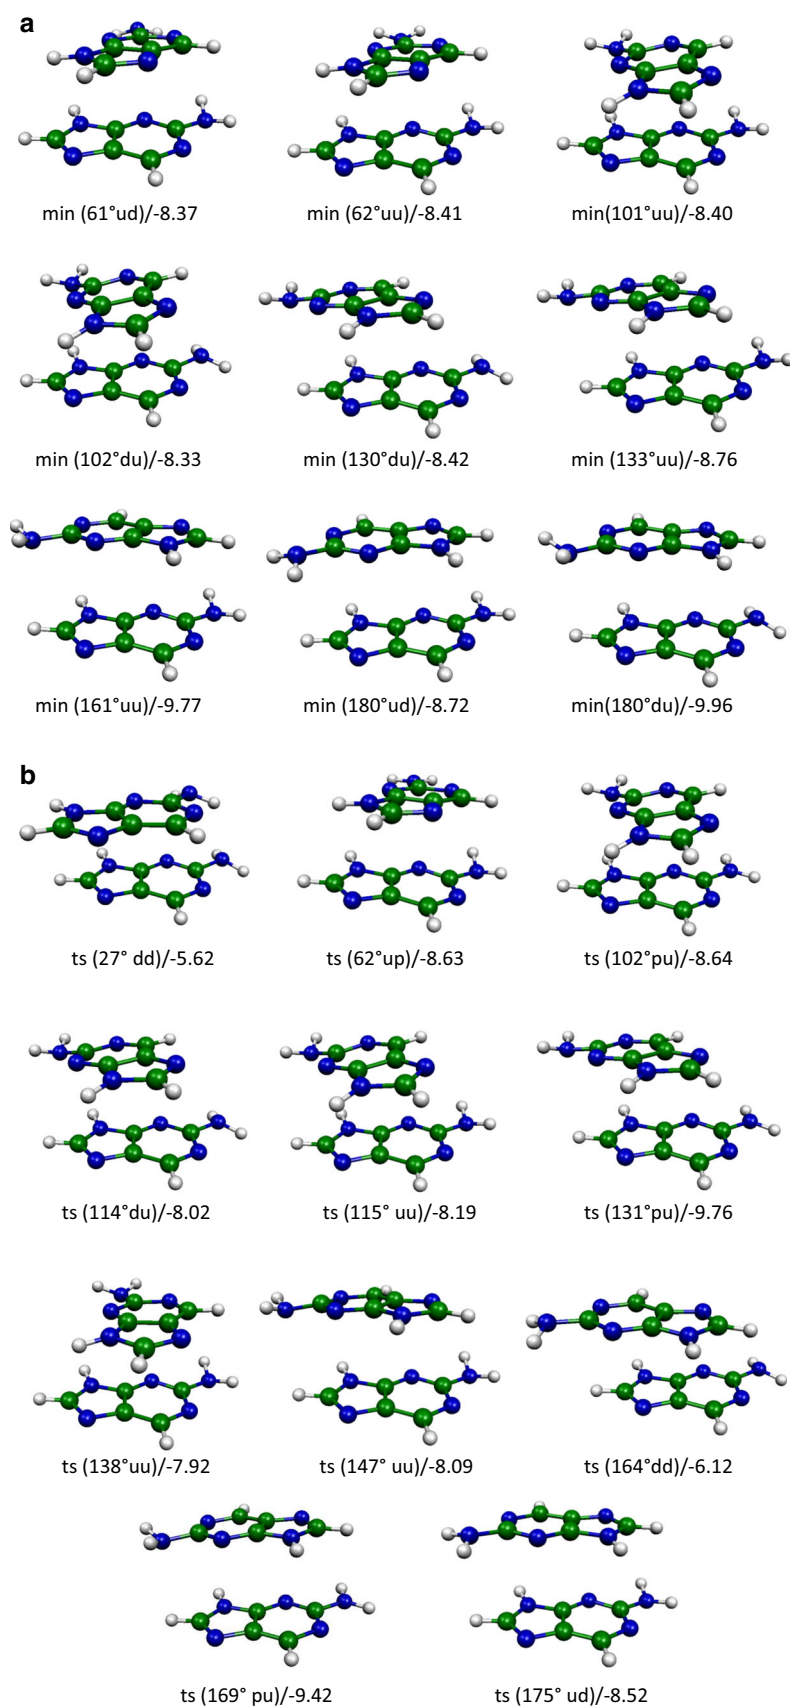 a
min (61°ud)/-8.37 min (62°uu)/-8.41 min(101°uu)/-8.40
min (102°du)/-8.33 min (130°du)/-8.42 min (133°uu)/-8.76
min (161°uu)/-9.77 min (180°ud)/-8.72 min(180°du)/-9.96
b
ts (27° dd)/-5.62 ts (62°up)/-8.63 ts (102°pu)/-8.64
ts (114°du)/-8.02 ts (115° uu)/-8.19 ts (131°pu)/-9.76
ts (138°uu)/-7.92 ts (147° uu)/-8.09 ts (164°dd)/-6.12
ts (169° pu)/-9.42 ts (175° ud)/-8.52